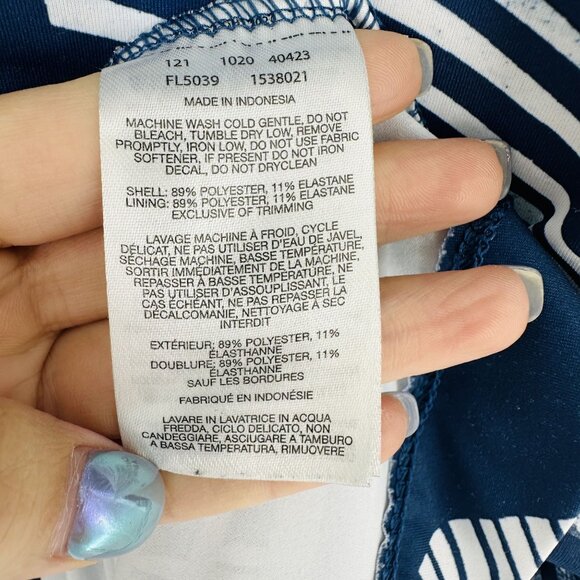 121 1020 40423
FL5039 1538021
MADE IN INDONESIA
MACHINE WASH COLD GENTLE, DO NOT
BLEACH, TUMBLE DRY LOW, REMOVE
PROMPTLY, IRON LOW, DO NOT USE FABRIC
SOFTENER, IF PRESENT DO NOT IRON
DECAL, DO NOT DRYCLEAN
SHELL: 89% POLYESTER, 11% ELASTANE
LINING: 89% POLYESTER, 11% ELASTANE
EXCLUSIVE OF TRIMMING
LAVAGE MACHINE À FROID, CYCLE
DÉLICAT, NE PAS UTILISER D'EAU DE JAVEL,
SÉCHAGE MACHINE, BASSE TEMPÉRATURE,
SORTIR IMMÉDIATEMENT DE LA MACHINE,
REPASSER À BASSE TEMPÉRATURE, NE
PAS UTILISER D'ASSOUPLISSANT, LE
CAS ÉCHÉANT, NE PAS REPASSER LA
DÉCALCOMANIE, NETTOYAGE À SEC
INTERDIT
EXTÉRIEUR: 89% POLYESTER, 11%
ÉLASTHANNE
DOUBLURE: 89% POLYESTER, 11%
ÉLASTHANNE
SAUF LES BORDURES
FABRIQUÉ EN INDONÉSIE
LAVARE IN LAVATRICE IN ACQUA
FREDDA, CICLO DELICATO, NON
CANDEGGIARE, ASCIUGARE A TAMBURO
A BASSA TEMPERATURA, RIMUOVERE